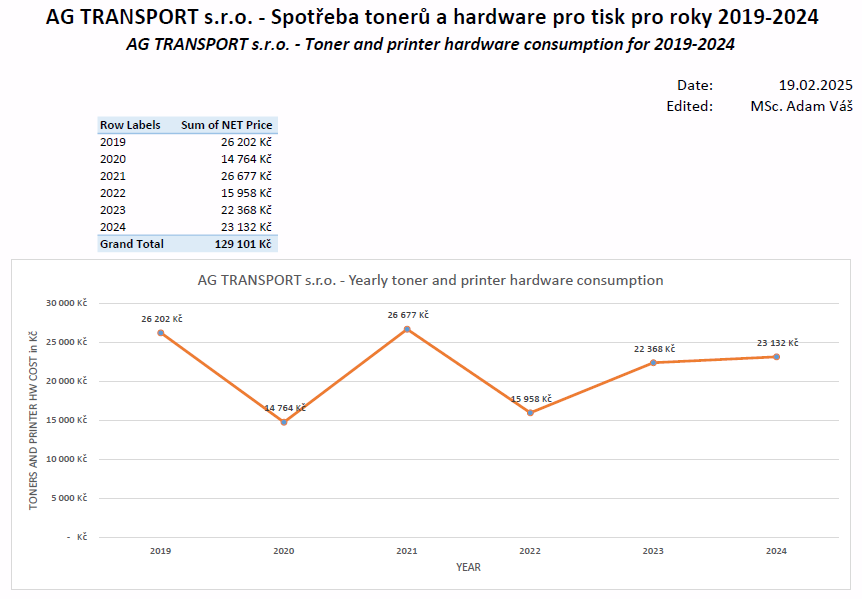 AG TRANSPORT s.r.o. - Spotřeba tonerů a hardware pro tisk pro roky 2019-2024
AG TRANSPORT s.r.o. - Toner and printer hardware consumption for 2019-2024
Date: 19.02.2025
Edited: MSc. Adam Váš
Row Labels Sum of NET Price
2019 26 202 Kč
2020 14 764 Kč
2021 26 677 Kč
2022 15 958 Kč
2023 22 368 Kč
2024 23 132 Kč
Grand Total 129 101 Kč
AG TRANSPORT s.r.o. - Yearly toner and printer hardware consumption
TONERS AND PRINTER HW COST in Kč
30 000 Kč
25 000 Kč
20 000 Kč
15 000 Kč
10 000 Kč
5 000 Kč
- Kč
26 202 Kč
14 764 Kč
26 677 Kč
15 958 Kč
22 368 Kč
23 132 Kč
2019 2020 2021 2022 2023 2024
YEAR